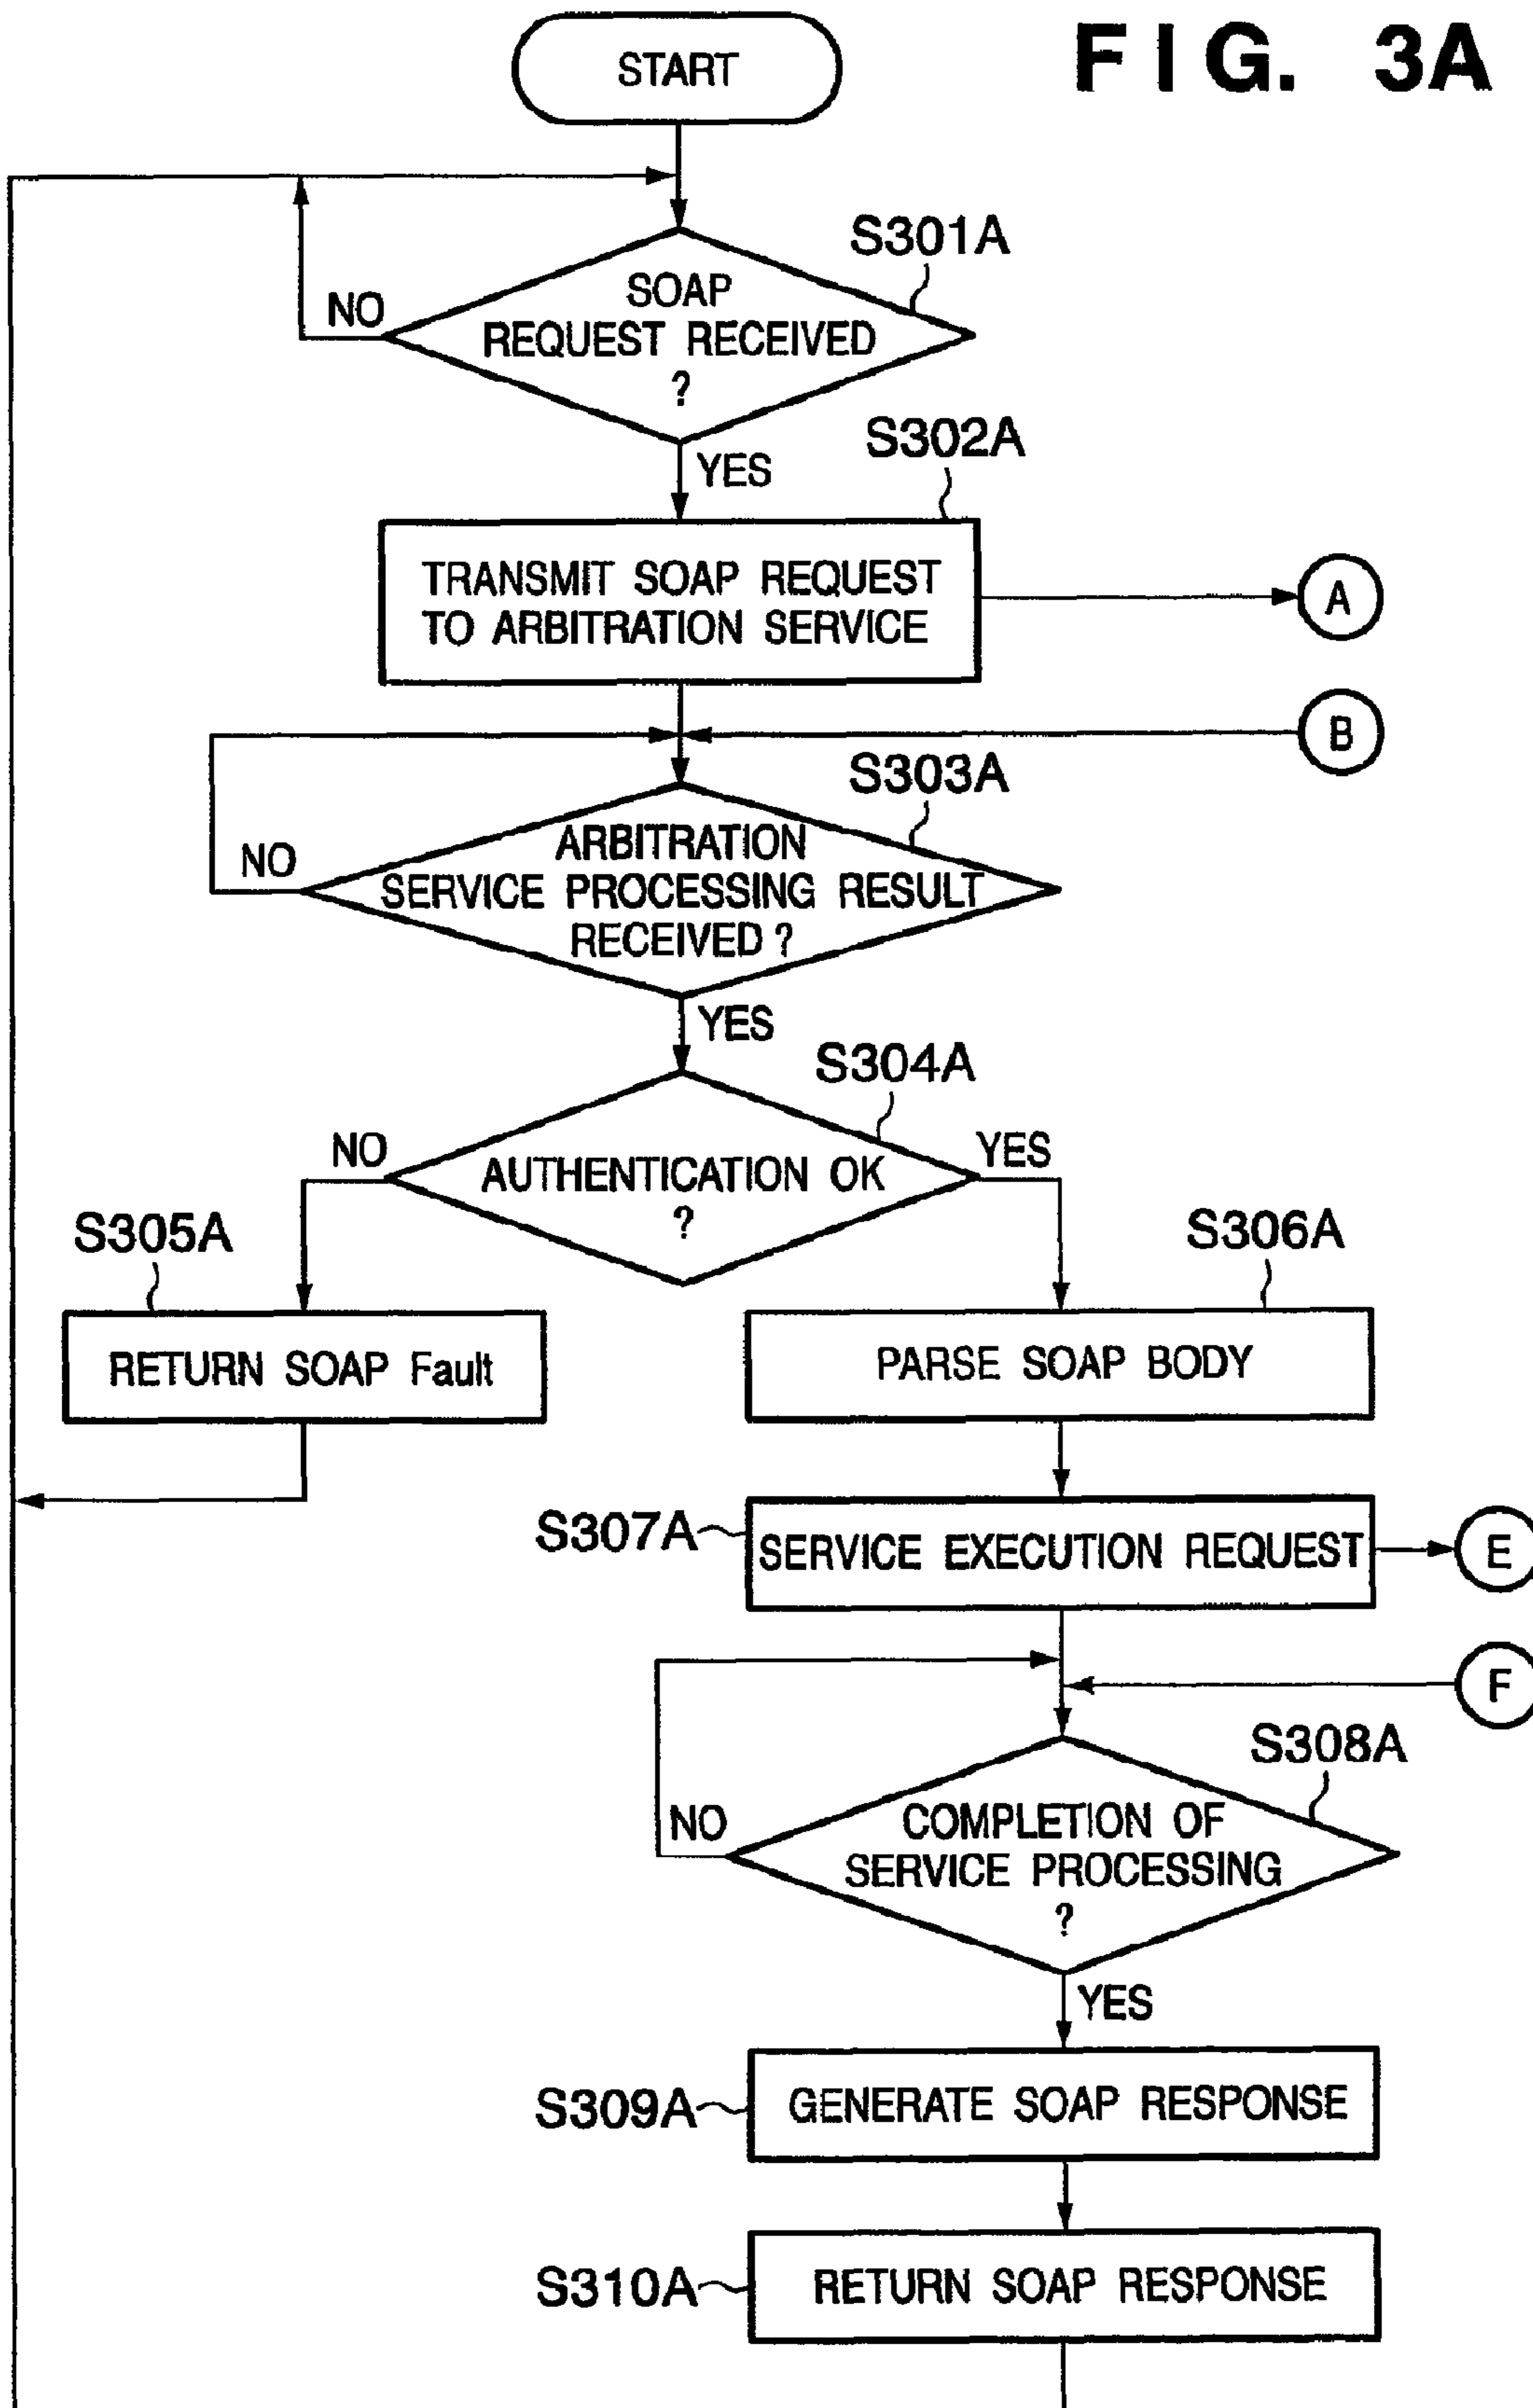 FIG. 3A
START
S301A
SOAP
REQUEST RECEIVED
?
NO
YES
S302A
TRANSMIT SOAP REQUEST
TO ARBITRATION SERVICE
A
B
S303A
ARBITRATION
SERVICE PROCESSING RESULT
RECEIVED?
NO
YES
S304A
AUTHENTICATION OK
?
NO
YES
S305A
RETURN SOAP Fault
S306A
PARSE SOAP BODY
S307A
SERVICE EXECUTION REQUEST
E
F
S308A
COMPLETION OF
SERVICE PROCESSING
?
NO
YES
S309A
GENERATE SOAP RESPONSE
S310A
RETURN SOAP RESPONSE